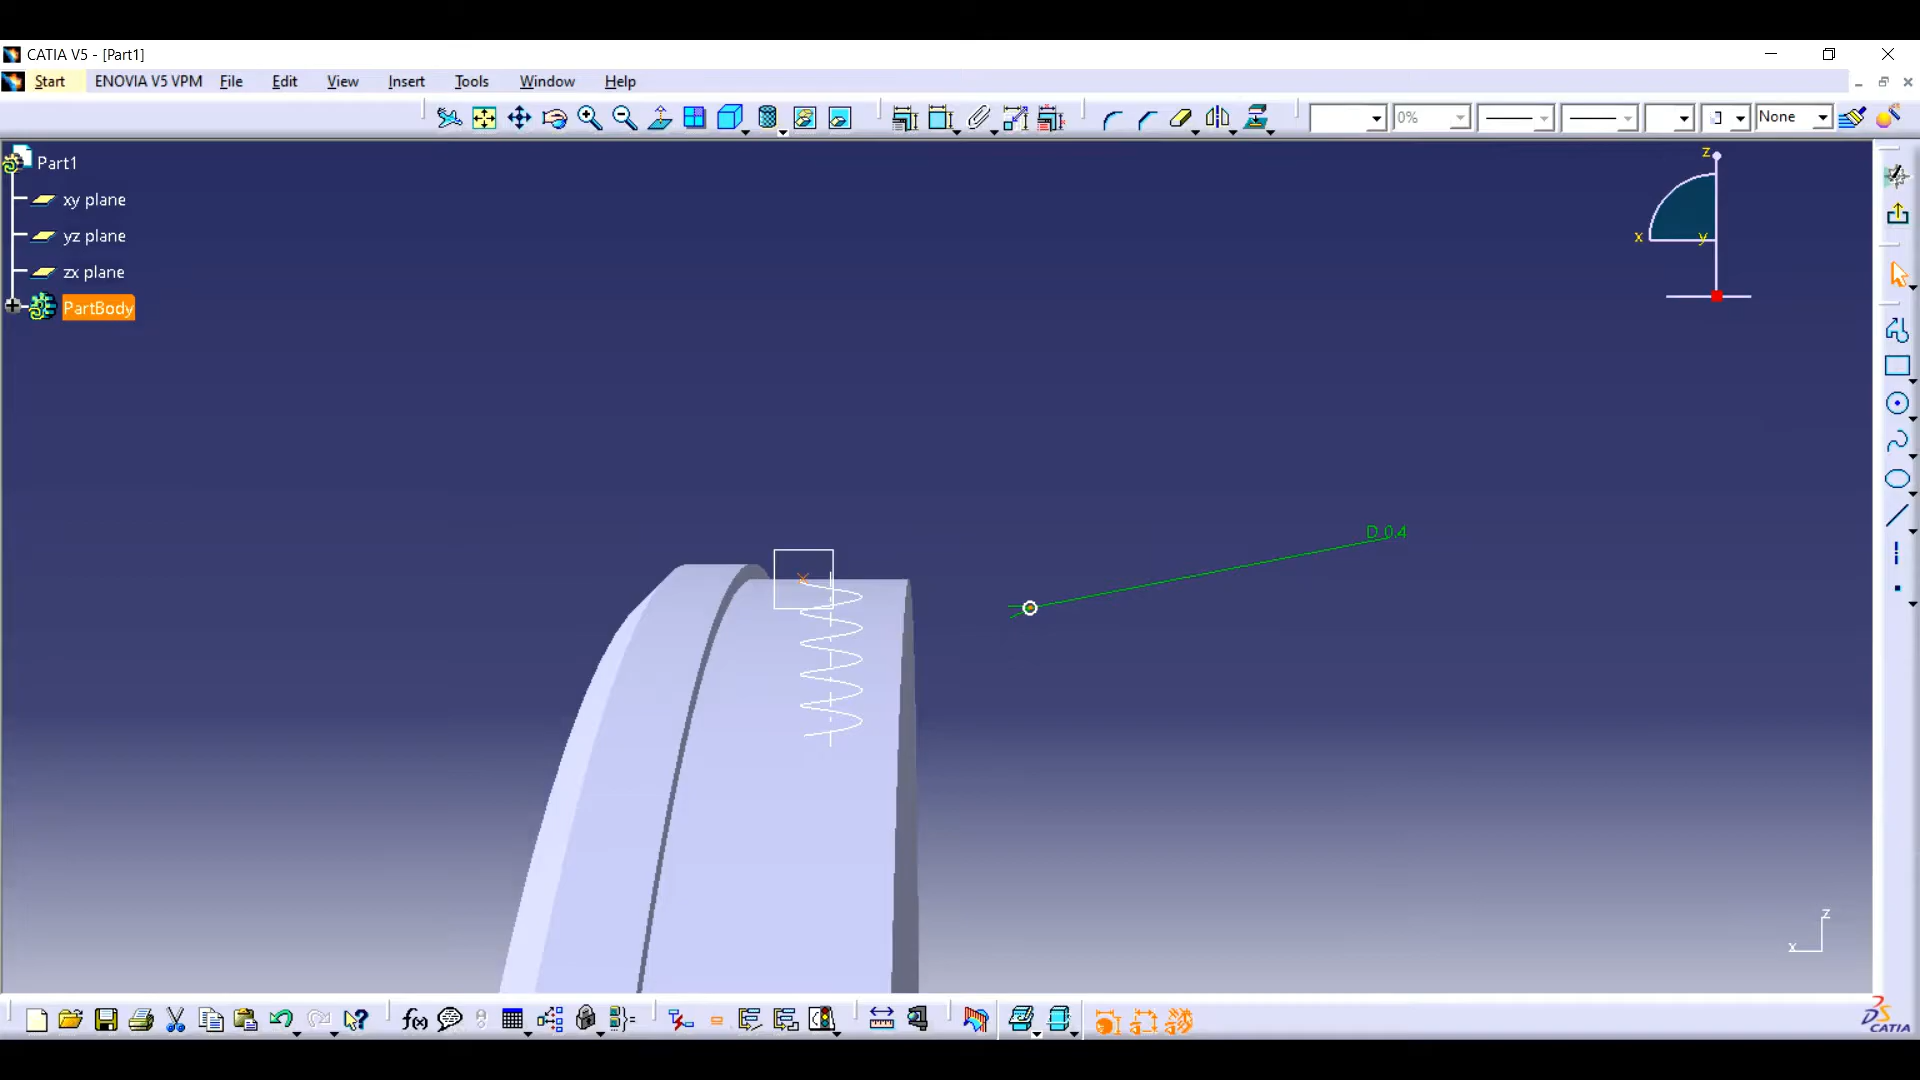 CATIA V5 - [Part1]
Start ENOVIA V5 VPM File Edit View Insert Tools Window Help
0% None
Part1
xy plane
yz plane
zx plane
PartBody
z
x y
D 0.4
z
x
f(x)
CATIA